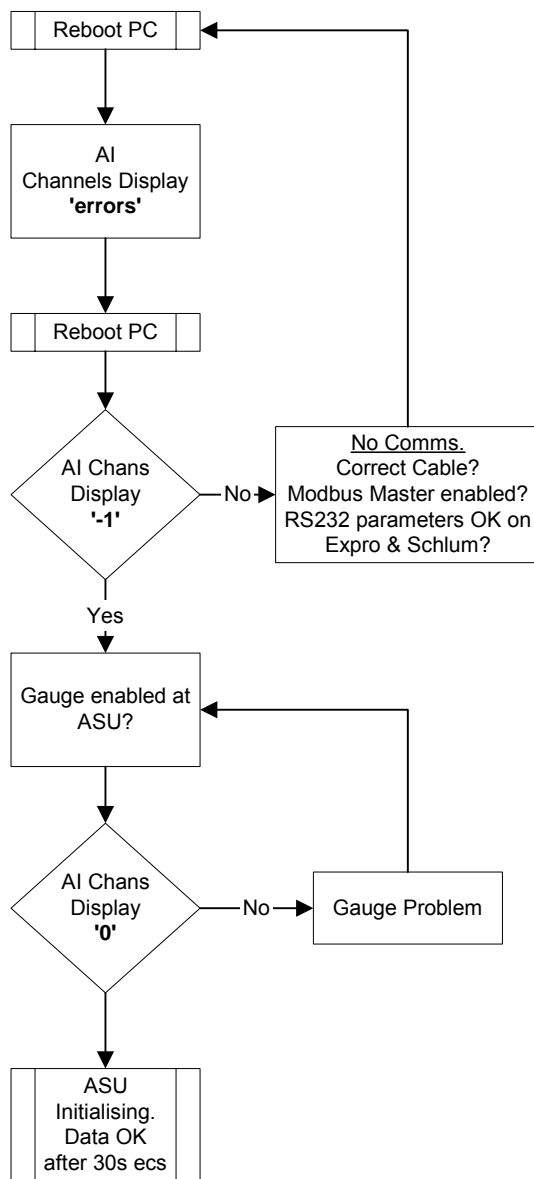 Reboot PC
AI
Channels Display
'errors'
Reboot PC
AI Chans
Display
'-1'
No
No Comms.
Correct Cable?
Modbus Master enabled?
RS232 parameters OK on
Expro & Schlum?
Yes
Gauge enabled at
ASU?
AI Chans
Display
'0'
No
Gauge Problem
ASU
Initialising.
Data OK
after 30s ecs